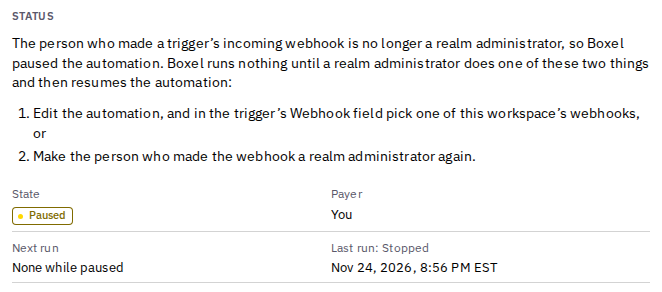 STATUS
The person who made a trigger's incoming webhook is no longer a realm administrator, so Boxel
paused the automation. Boxel runs nothing until a realm administrator does one of these two things
and then resumes the automation:
1. Edit the automation, and in the trigger's Webhook field pick one of this workspace's webhooks,
or
2. Make the person who made the webhook a realm administrator again.
State
Payer
Paused
You
Next run
Last run: Stopped
None while paused
Nov 24, 2026, 8:56 PM EST